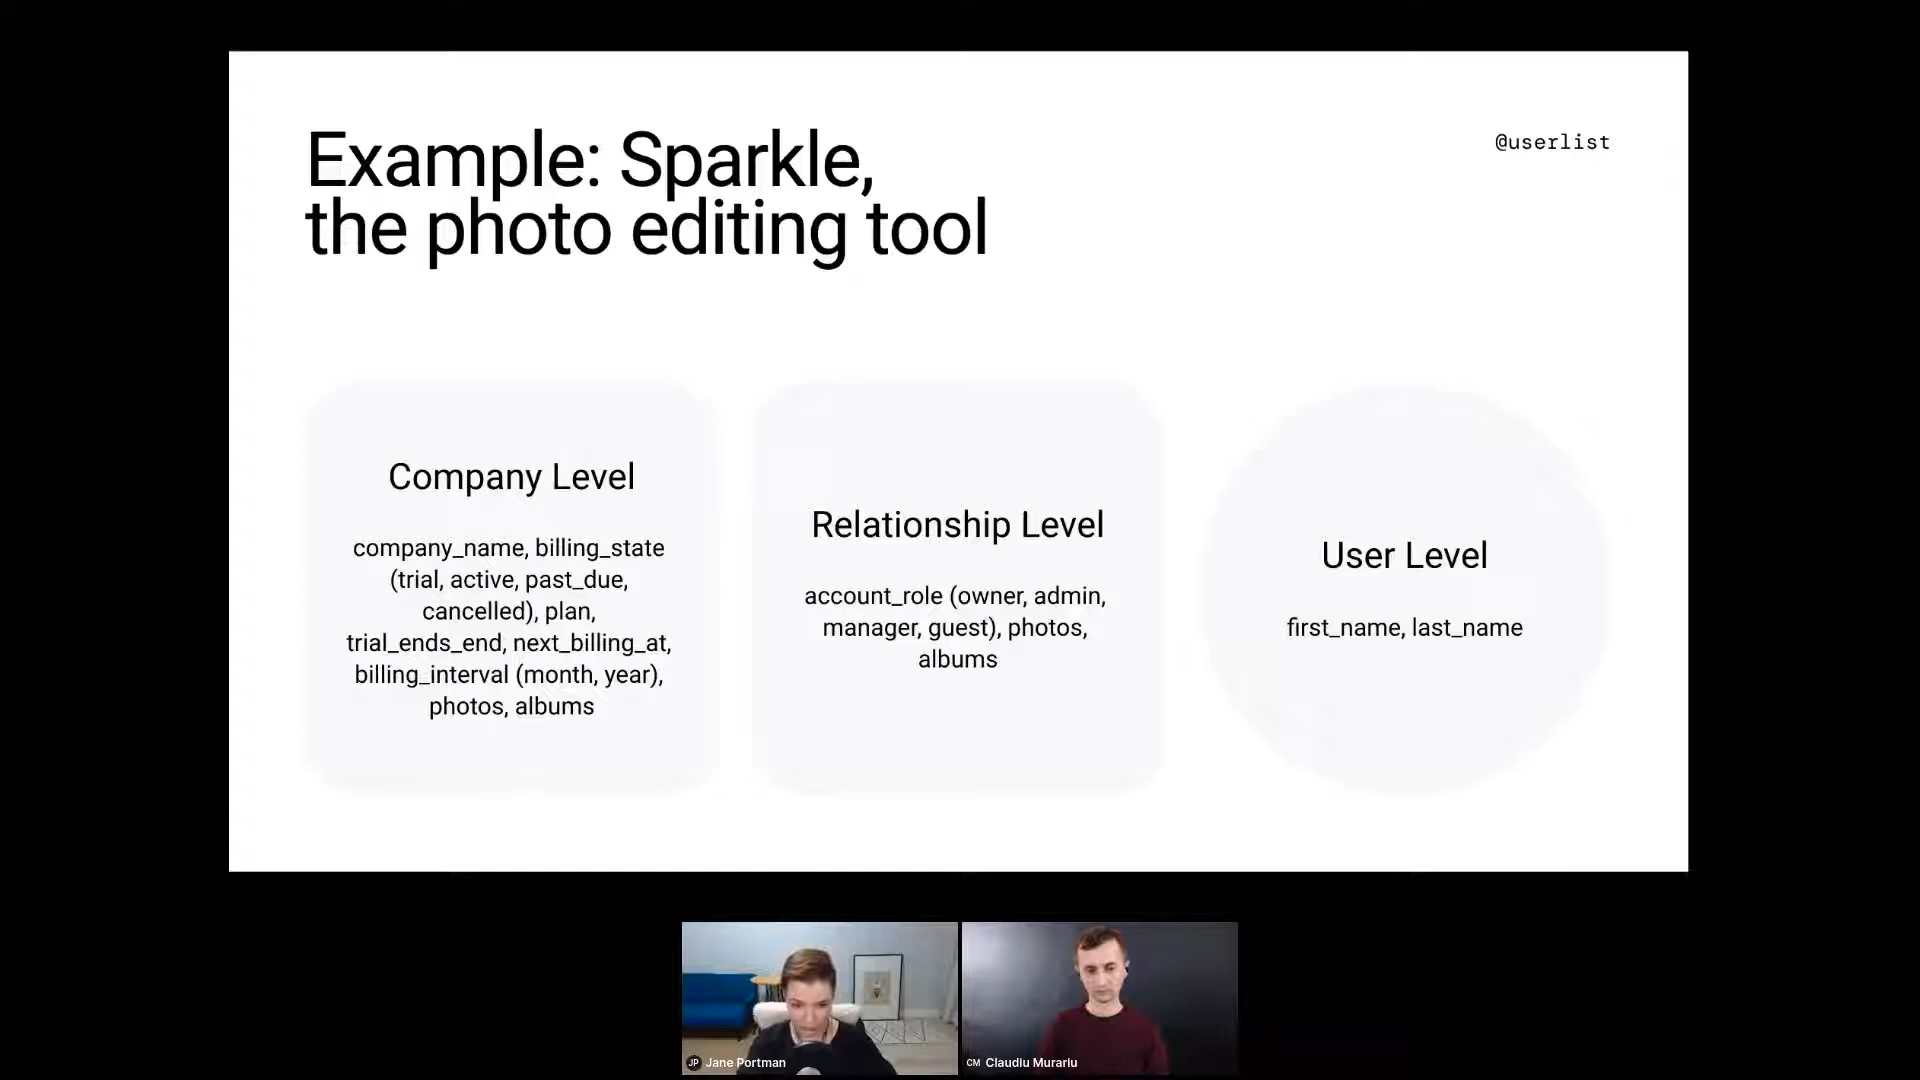 Example: Sparkle,
the photo editing tool
@userlist
Company Level
company_name, billing_state
(trial, active, past_due,
cancelled), plan,
trial_ends_end, next_billing_at,
billing_interval (month, year),
photos, albums
Relationship Level
account_role (owner, admin,
manager, guest), photos,
albums
User Level
first_name, last_name
JP Jane Portman
CM Claudiu Murariu